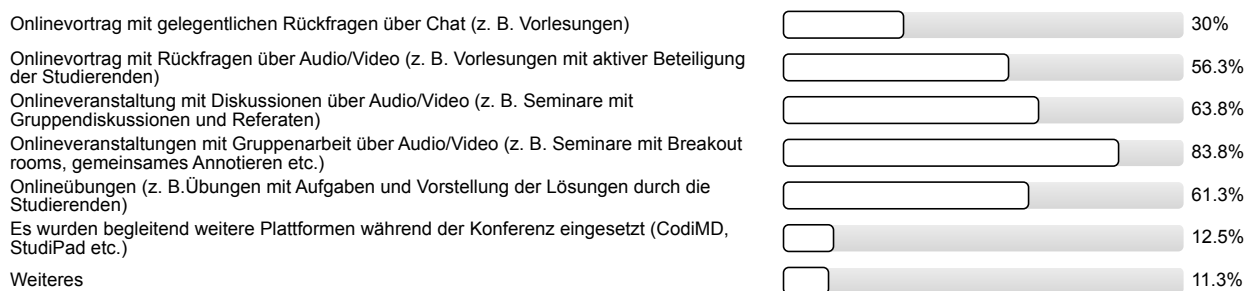 Onlinevortrag mit gelegentlichen Rückfragen über Chat (z. B. Vorlesungen)
30%
Onlinevortrag mit Rückfragen über Audio/Video (z. B. Vorlesungen mit aktiver Beteiligung
der Studierenden)
56.3%
Onlineveranstaltung mit Diskussionen über Audio/Video (z. B. Seminare mit
Gruppendiskussionen und Referaten)
63.8%
Onlineveranstaltungen mit Gruppenarbeit über Audio/Video (z. B. Seminare mit Breakout
rooms, gemeinsames Annotieren etc.)
83.8%
Onlineübungen (z. B.Übungen mit Aufgaben und Vorstellung der Lösungen durch die
Studierenden)
61.3%
Es wurden begleitend weitere Plattformen während der Konferenz eingesetzt (CodiMD,
StudiPad etc.)
12.5%
Weiteres
11.3%